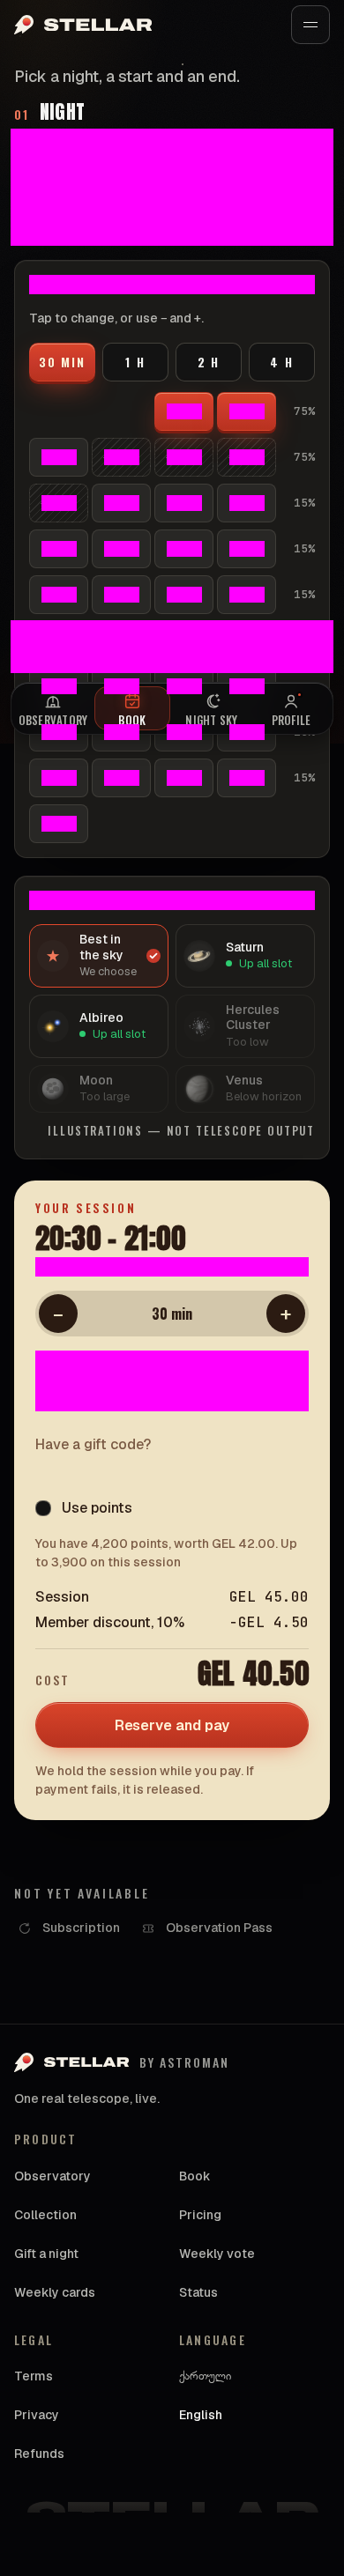 STELLAR
Pick a night, a start and an end.
01 NIGHT
Tap to change, or use − and +.
30 MIN 1 H 2 H 4 H
75%
75%
15%
15%
15%
OBSERVATORY BOOK NIGHT SKY PROFILE
15%
Best in
the sky
We choose
Saturn
Up all slot
Albireo
Up all slot
Hercules
Cluster
Too low
Moon
Too large
Venus
Below horizon
ILLUSTRATIONS — NOT TELESCOPE OUTPUT
YOUR SESSION
20:30 – 21:00
− 30 min +
Have a gift code?
Use points
You have 4,200 points, worth GEL 42.00. Up
to 3,900 on this session
Session GEL 45.00
Member discount, 10% -GEL 4.50
COST GEL 40.50
Reserve and pay
We hold the session while you pay. If
payment fails, it is released.
NOT YET AVAILABLE
Subscription Observation Pass
STELLAR BY ASTROMAN
One real telescope, live.
PRODUCT
Observatory Book
Collection Pricing
Gift a night Weekly vote
Weekly cards Status
LEGAL LANGUAGE
Terms ქართული
Privacy English
Refunds
STELLAR